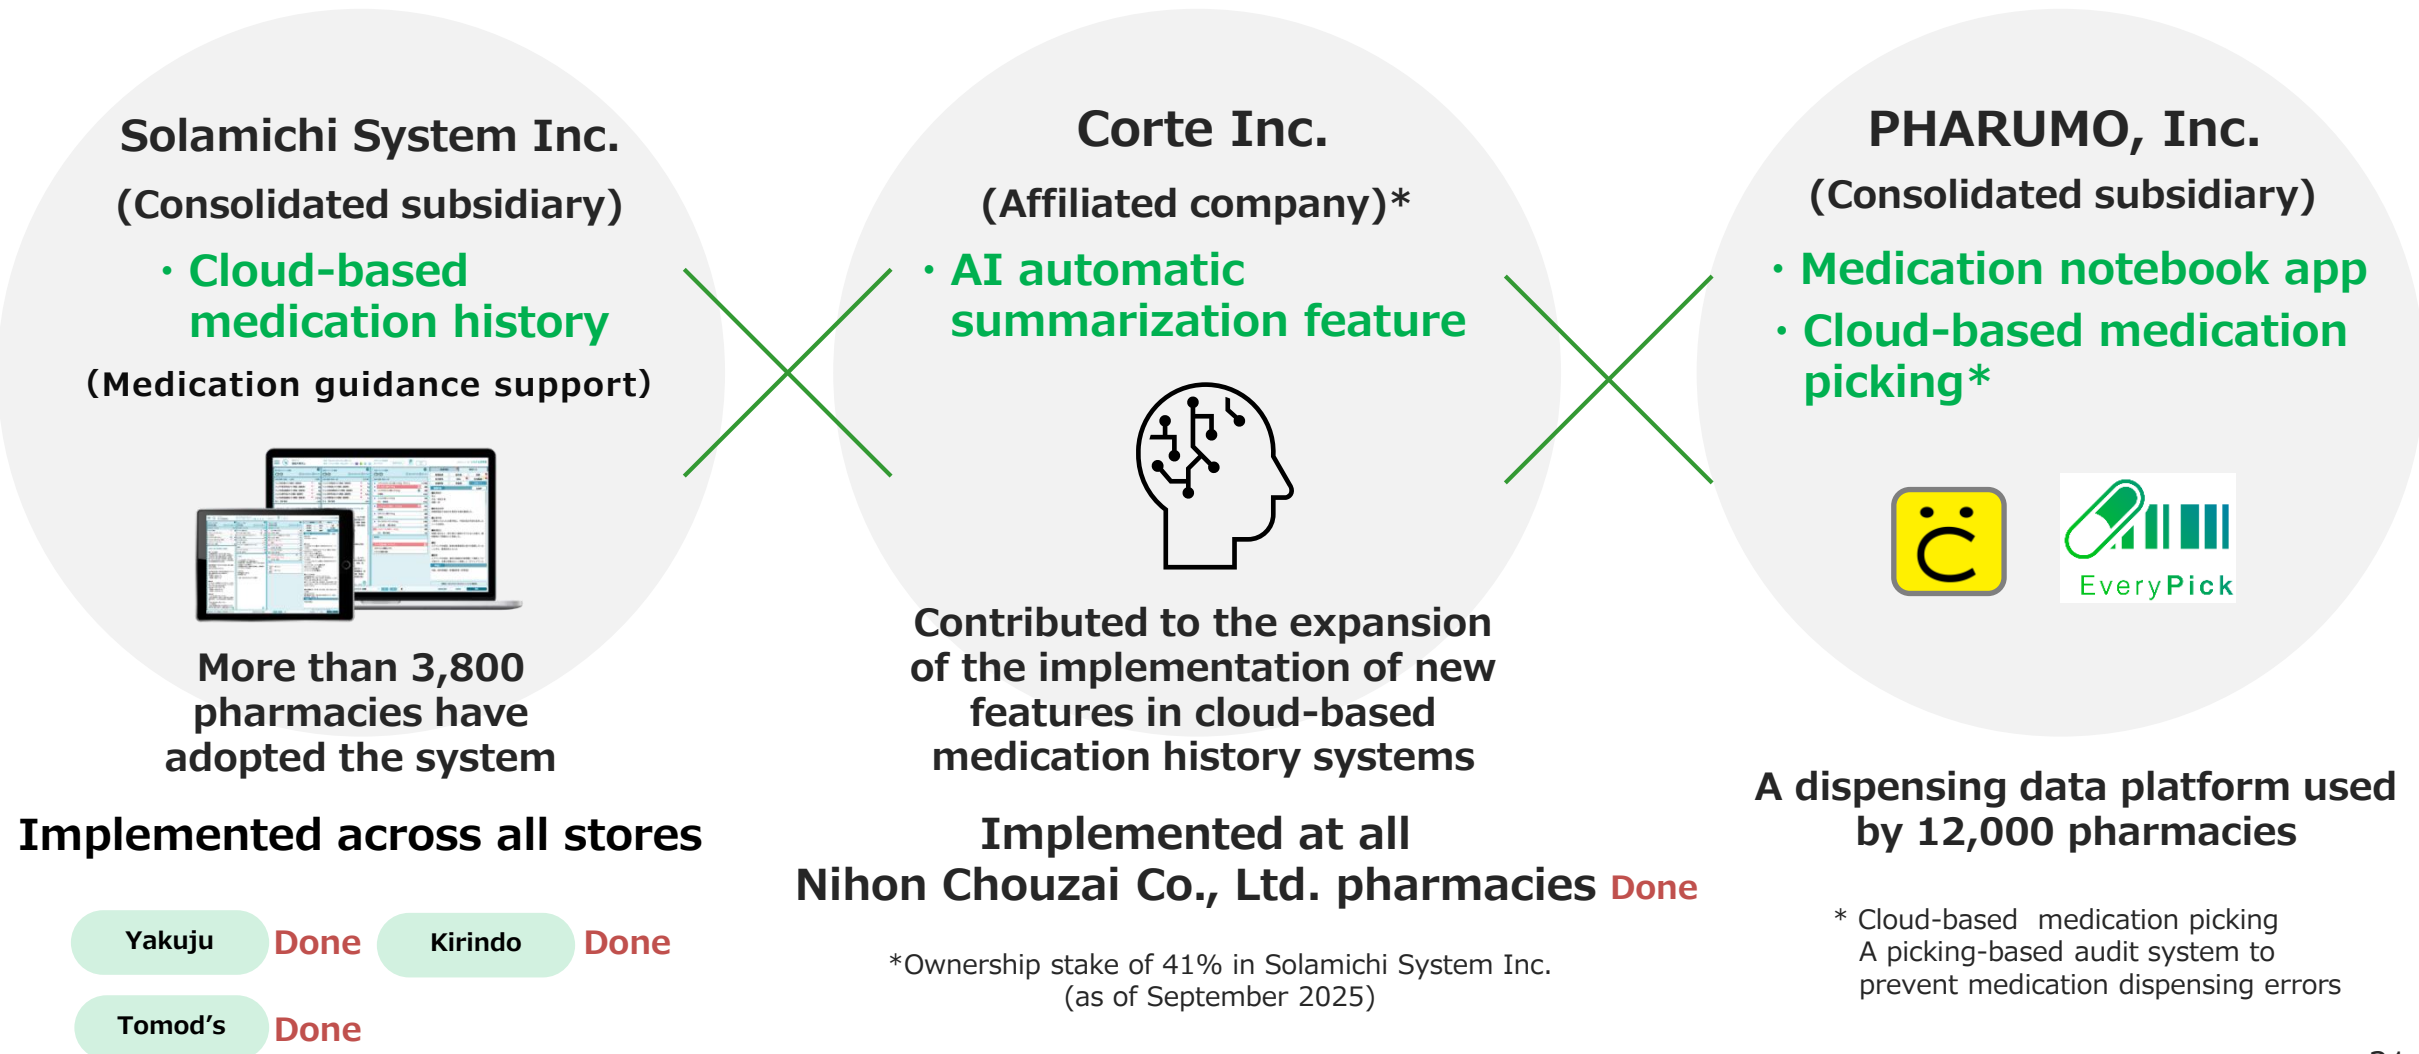 Solamichi System Inc.
(Consolidated subsidiary)
・Cloud-based
medication history
(Medication guidance support)
More than 3,800
pharmacies have
adopted the system
Implemented across all stores
Yakuju Done Kirindo Done
Tomod's Done
Corte Inc.
(Affiliated company)*
・AI automatic
summarization feature
Contributed to the expansion
of the implementation of new
features in cloud-based
medication history systems
Implemented at all
Nihon Chouzai Co., Ltd. pharmacies Done
*Ownership stake of 41% in Solamichi System Inc.
(as of September 2025)
PHARUMO, Inc.
(Consolidated subsidiary)
・Medication notebook app
・Cloud-based medication
picking*
EveryPick
A dispensing data platform used
by 12,000 pharmacies
* Cloud-based medication picking
A picking-based audit system to
prevent medication dispensing errors